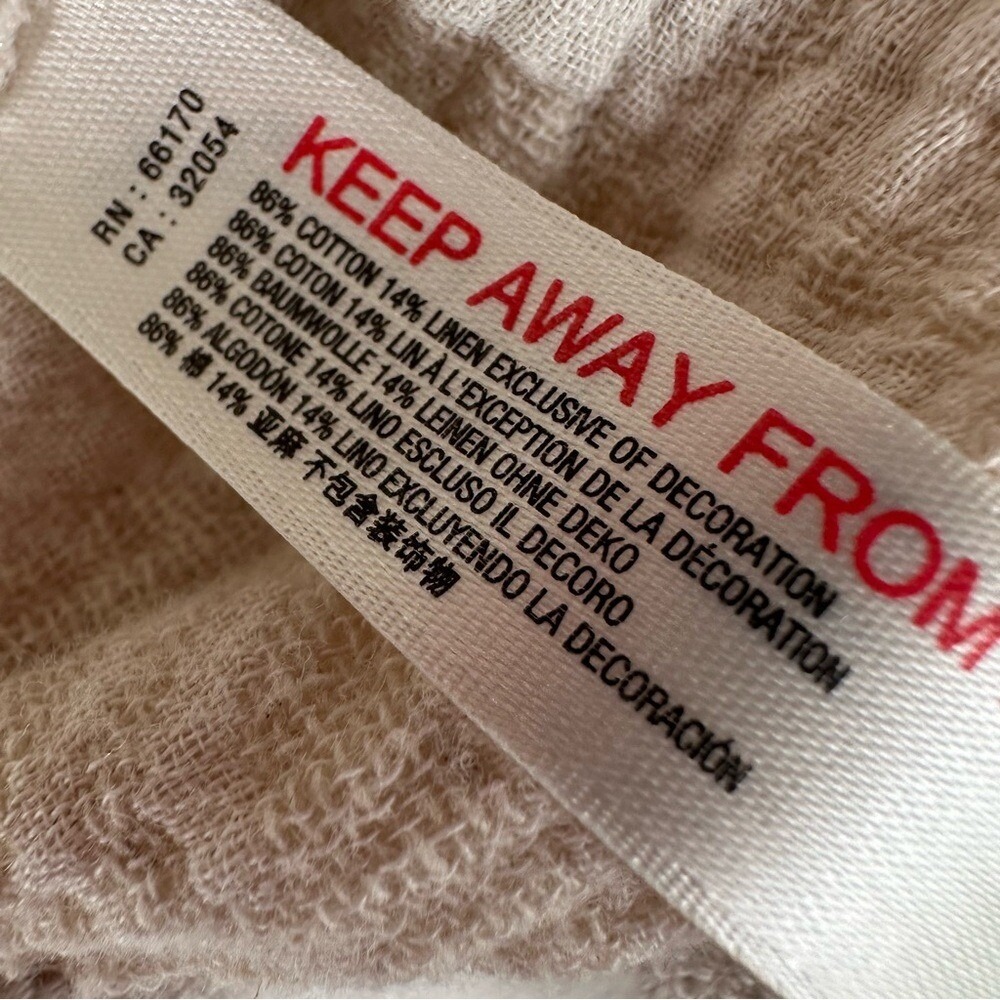 RN : 66170
CA : 32054
KEEP AWAY FROM
86% COTTON 14% LINEN EXCLUSIVE OF DECORATION
86% COTON 14% LIN À L'EXCEPTION DE LA DÉCORATION
86% BAUMWOLLE 14% LEINEN OHNE DEKO
86% COTONE 14% LINO ESCLUSO IL DECORO
86% ALGODÓN 14% LINO EXCLUYENDO LA DECORACIÓN
86% 棉 14% 亚麻 不包含装饰物